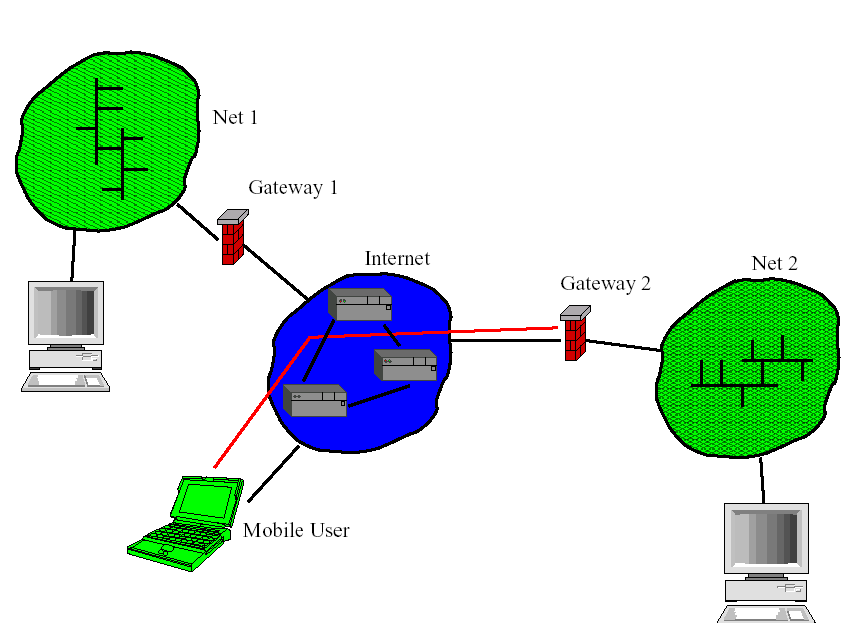 Net 1
Gateway 1
Internet
Net 2
Gateway 2
Mobile User